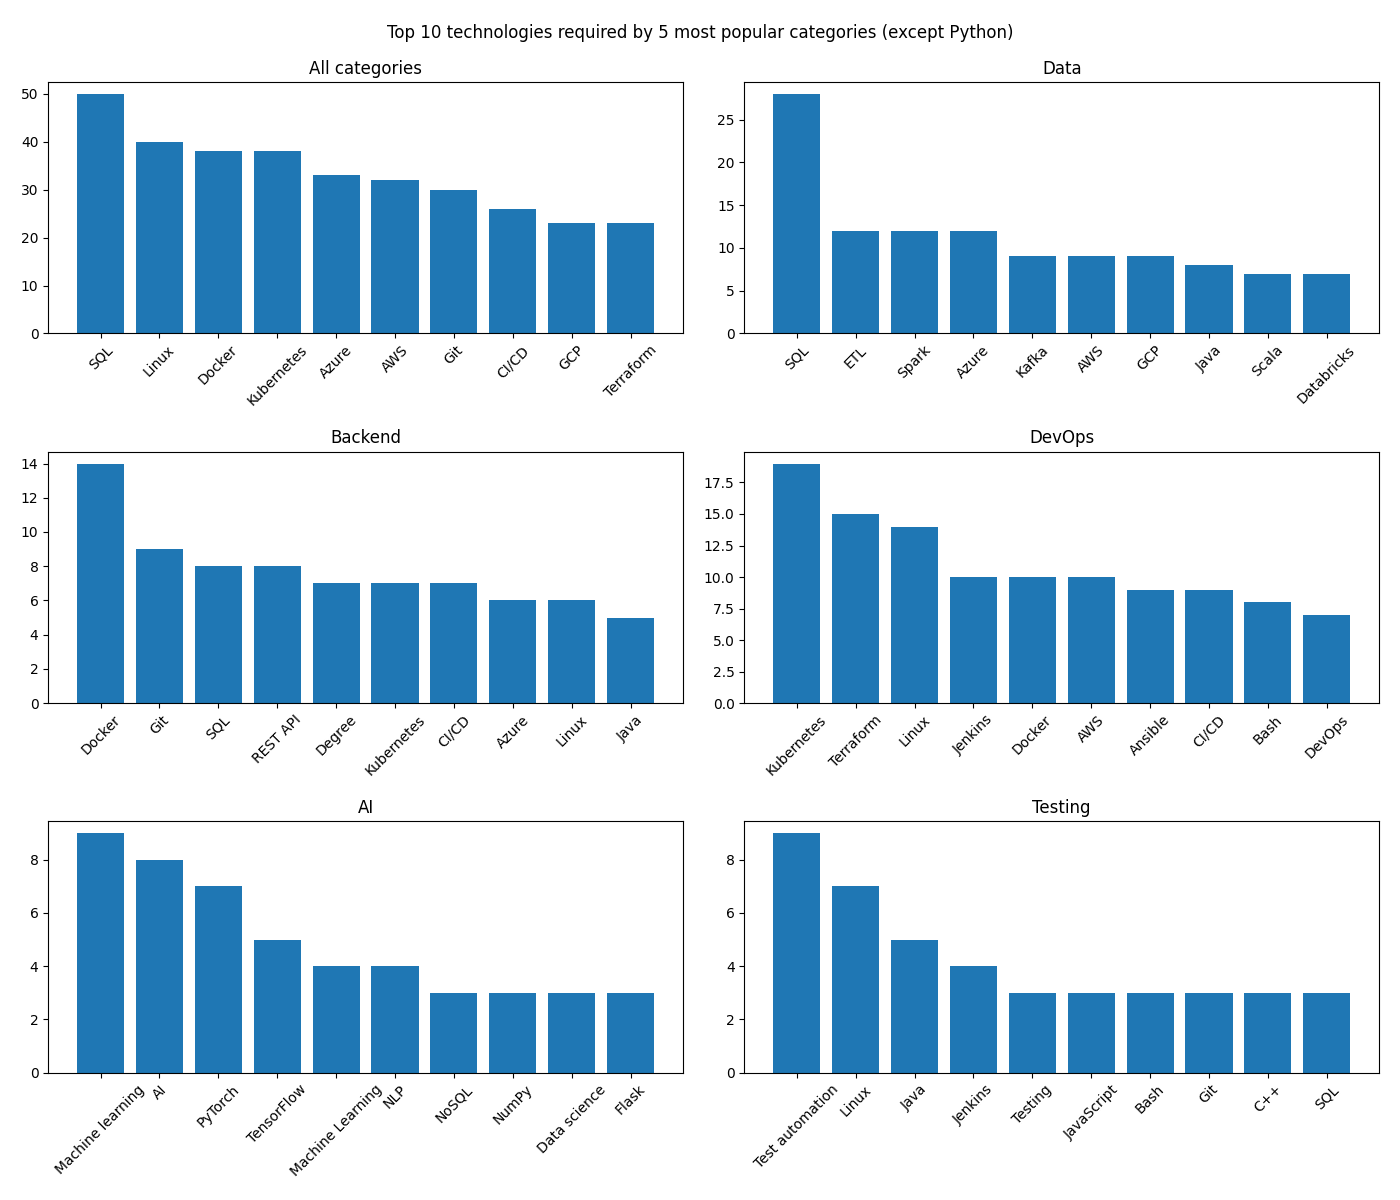 Top 10 technologies required by 5 most popular categories (except Python)
All categories
50
40
30
20
10
0
SQL
Linux
Docker
Kubernetes
Azure
AWS
Git
CI/CD
GCP
Terraform
Data
25
20
15
10
5
0
SQL
ETL
Spark
Azure
Kafka
AWS
GCP
Java
Scala
Databricks
Backend
14
12
10
8
6
4
2
0
Docker
Git
SQL
REST API
Degree
Kubernetes
CI/CD
Azure
Linux
Java
DevOps
17.5
15.0
12.5
10.0
7.5
5.0
2.5
0.0
Kubernetes
Terraform
Linux
Jenkins
Docker
AWS
Ansible
CI/CD
Bash
DevOps
AI
8
6
4
2
0
Machine learning
AI
PyTorch
TensorFlow
Machine Learning
NLP
NoSQL
NumPy
Data science
Flask
Testing
8
6
4
2
0
Test automation
Linux
Java
Jenkins
Testing
JavaScript
Bash
Git
C++
SQL